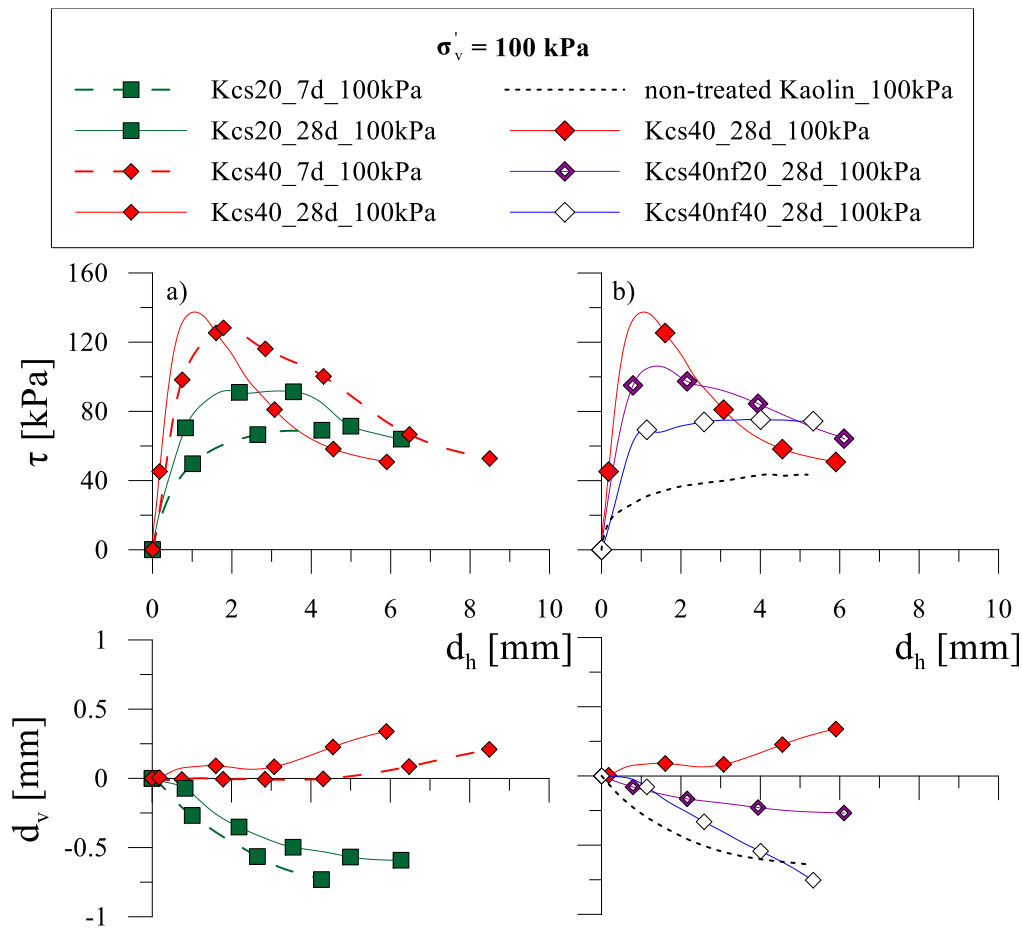 σ'v = 100 kPa
Kcs20_7d_100kPa
Kcs20_28d_100kPa
Kcs40_7d_100kPa
Kcs40_28d_100kPa
non-treated Kaolin_100kPa
Kcs40_28d_100kPa
Kcs40nf20_28d_100kPa
Kcs40nf40_28d_100kPa
160
120
80
40
0
τ [kPa]
a)
0 2 4 6 8 10
dh [mm]
b)
0 2 4 6 8 10
dh [mm]
1
0.5
0
-0.5
-1
dv [mm]